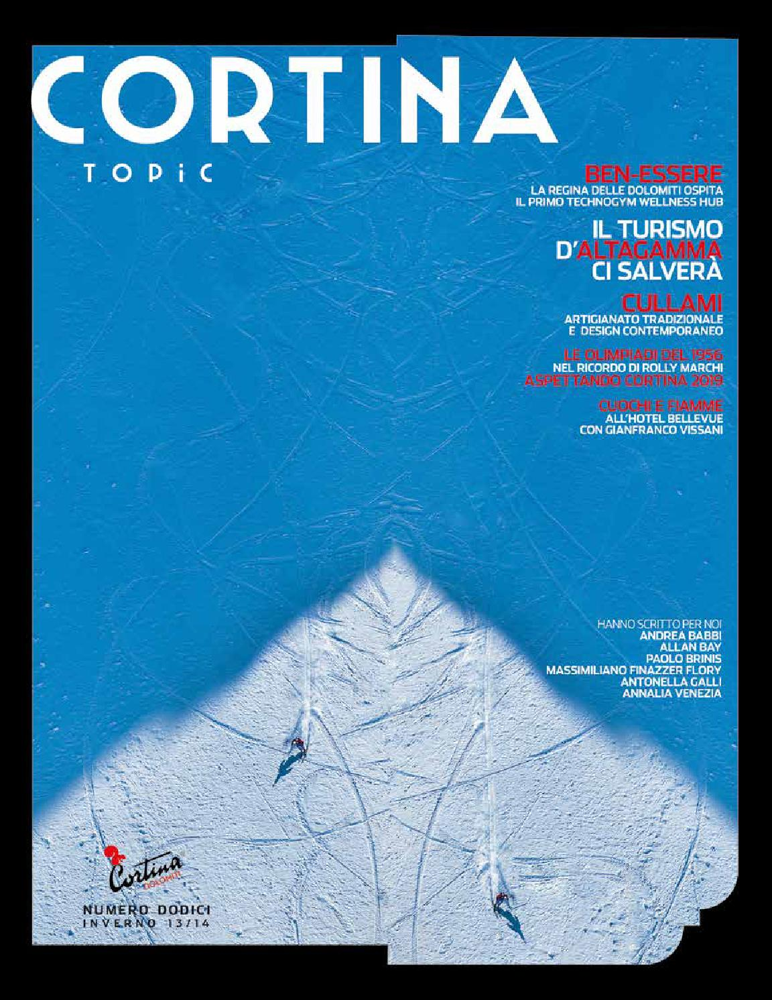 CORTINA
TOPiC
BEN-ESSERE
LA REGINA DELLE DOLOMITI OSPITA
IL PRIMO TECHNOGYM WELLNESS HUB
IL TURISMO
D'ALTAGAMMA
CI SALVERÀ
CULLAMI
ARTIGIANATO TRADIZIONALE
E DESIGN CONTEMPORANEO
LE OLIMPIADI DEL 1956
NEL RICORDO DI ROLLY MARCHI
ASPETTANDO CORTINA 2019
CUOCHI E FIAMME
ALL'HOTEL BELLEVUE
CON GIANFRANCO VISSANI
HANNO SCRITTO PER NOI
ANDREA BABBI
ALLAN BAY
PAOLO BRINIS
MASSIMILIANO FINAZZER FLORY
ANTONELLA GALLI
ANNALIA VENEZIA
Cortina
DOLOMITI
NUMERO DODICI
INVERNO 13/14